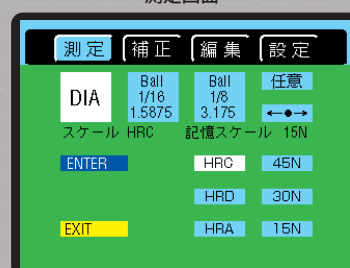 測定画面
測定 補正 編集 設定
DIA Ball 1/16 1.5875 Ball 1/8 3.175 任意 ←●→
スケール HRC 記憶スケール 15N
ENTER HRC 45N
HRD 30N
EXIT HRA 15N